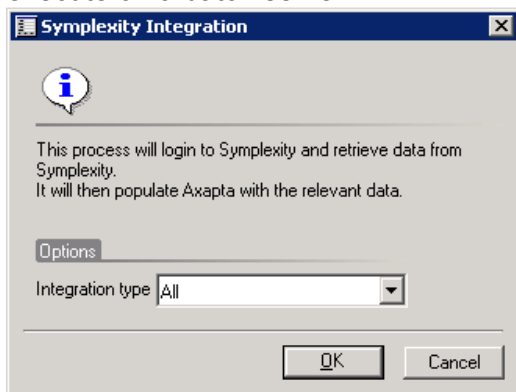 Symplexity Integration
This process will login to Symplexity and retrieve data from
Symplexity.
It will then populate Axapta with the relevant data.
Options
Integration type All
OK Cancel